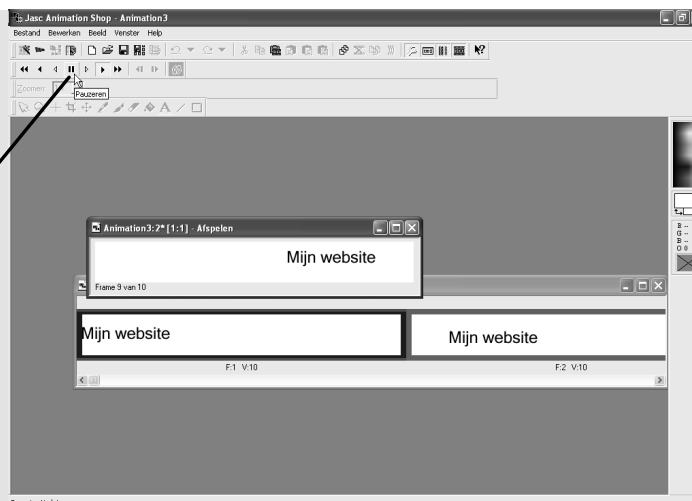 Jasc Animation Shop - Animation3
Bestand Bewerken Beeld Venster Help
Zoomen:
Pauzeren
Animation3:2* [1:1] - Afspelen
Mijn website
Frame 9 van 10
Mijn website Mijn website
F:1 V:10 F:2 V:10
R --
G --
B --
O 0